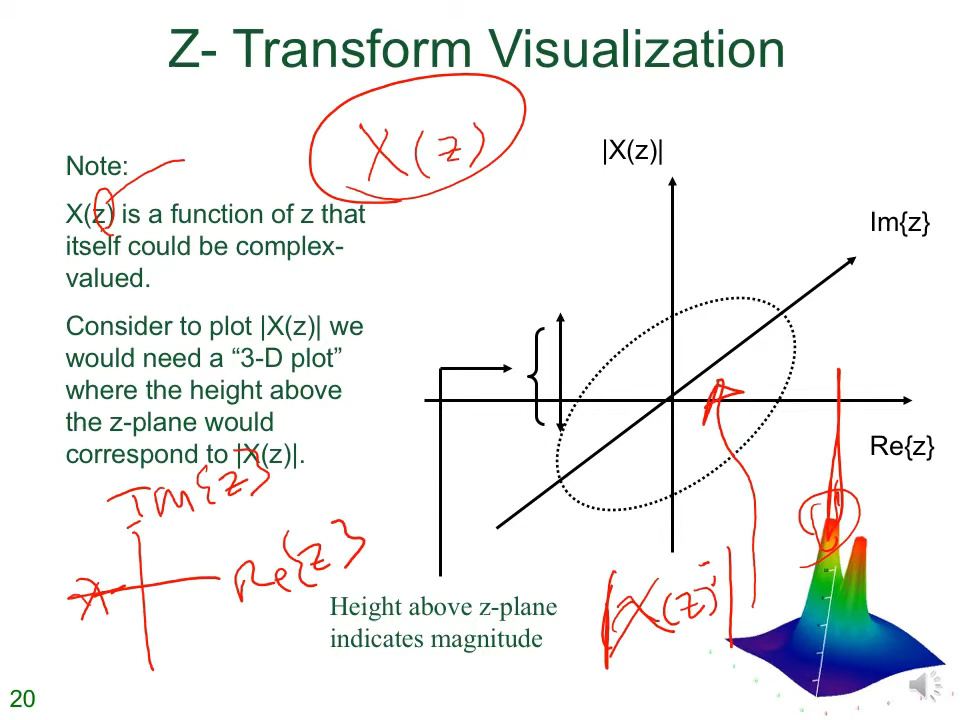 Z- Transform Visualization
X(z)
|X(z)|
Note:
X(z) is a function of z that
itself could be complex-
valued.
Im{z}
Consider to plot |X(z)| we
would need a “3-D plot”
where the height above
the z-plane would
correspond to |X(z)|.
Re{z}
Im{z}
Re{z}
|X(z)|
Height above z-plane
indicates magnitude
20